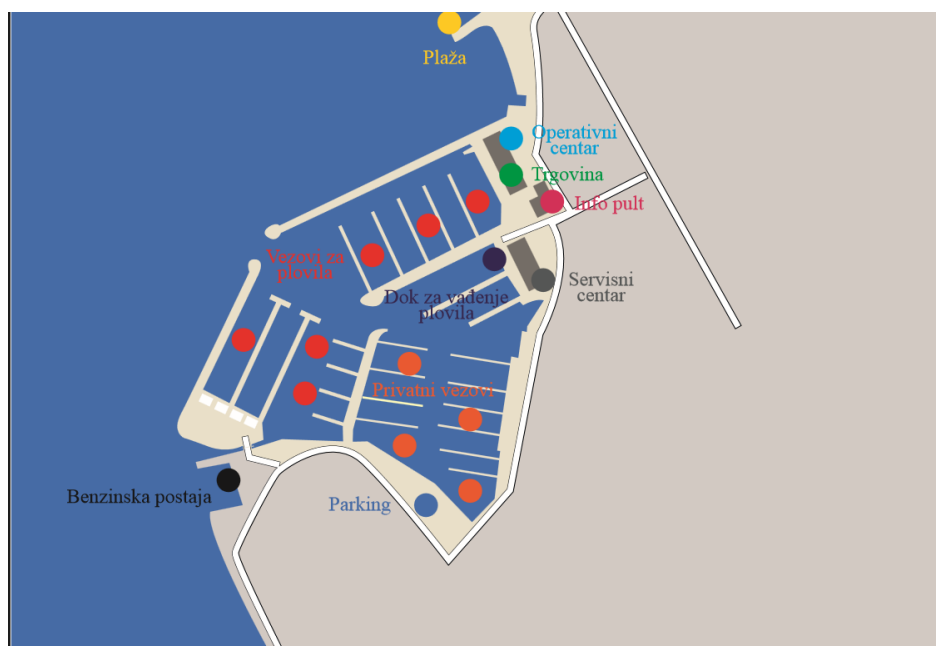 Plaža
Operativni
centar
Trgovina
Info pult
Vezovi za
plovila
Servisni
centar
Dok za vađenje
plovila
Privatni vezovi
Benzinska postaja
Parking